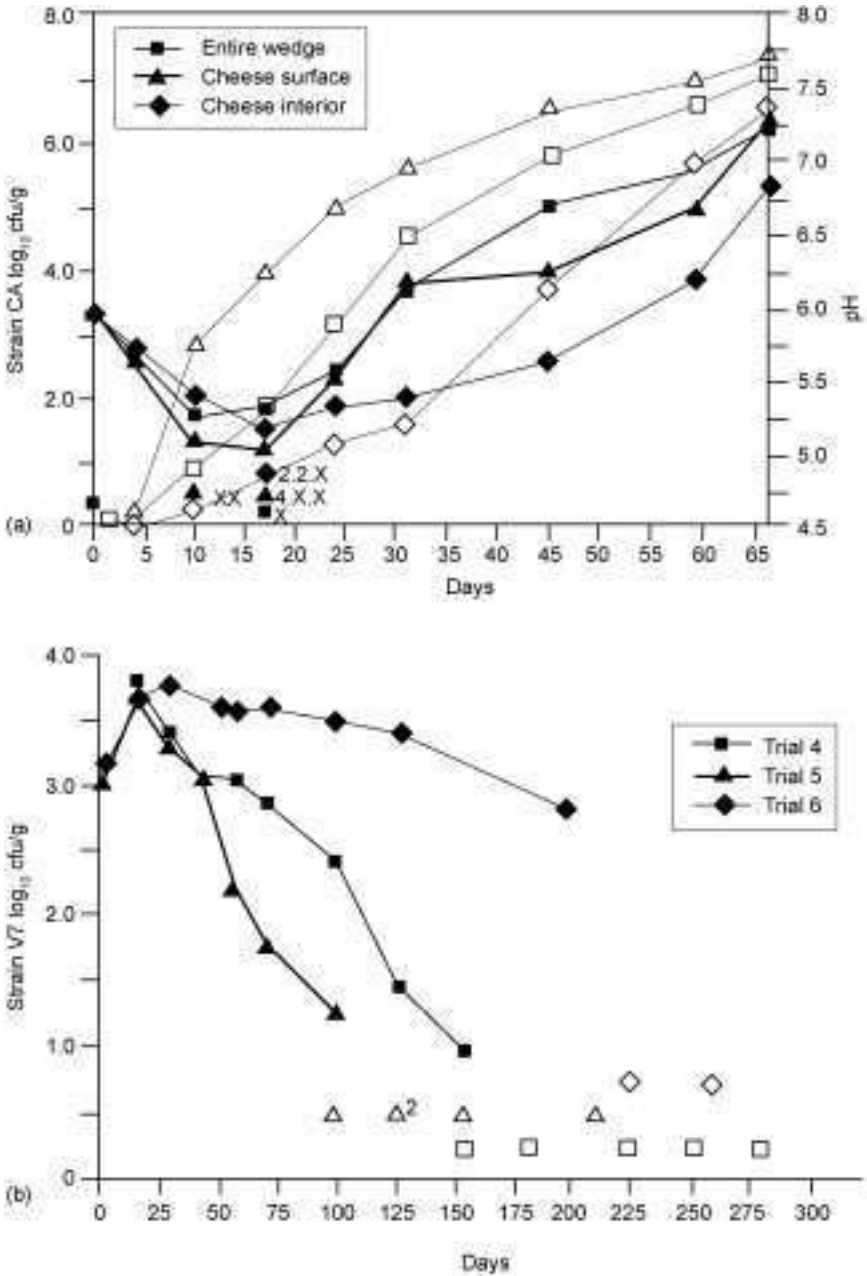 8.0
8.0
Entire wedge
Cheese surface
Cheese interior
7.5
6.0
7.0
6.5
4.0
6.0
5.5
2.0
5.0
2.2.X
XX
4 X,X
X
(a)
0
4.5
0 5 10 15 20 25 30 35 40 45 50 55 60 65
Days
Strain CA log10 cfu/g
pH
4.0
Trial 4
Trial 5
Trial 6
3.0
2.0
1.0
2
0
(b)
0 25 50 75 100 125 150 175 200 225 250 275 300
Days
Strain V7 log10 cfu/g